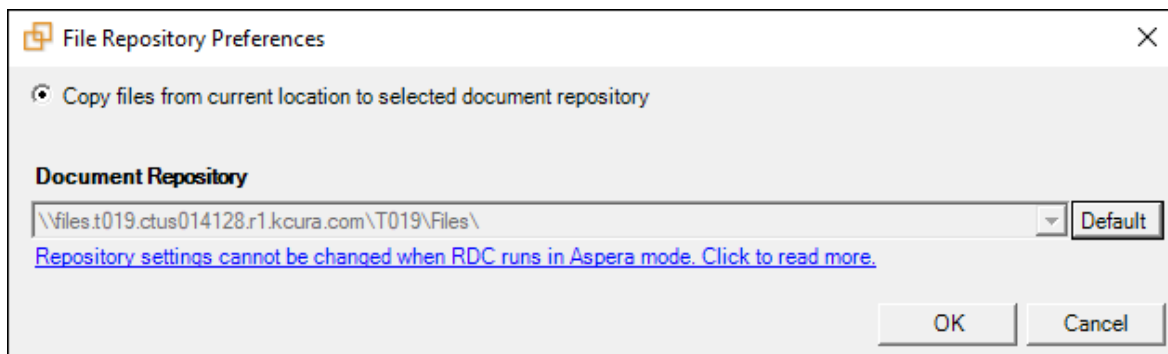 File Repository Preferences
Copy files from current location to selected document repository
Document Repository
\\files.t019.ctus014128.r1.kcura.com\T019\Files\
Default
Repository settings cannot be changed when RDC runs in Aspera mode. Click to read more.
OK
Cancel